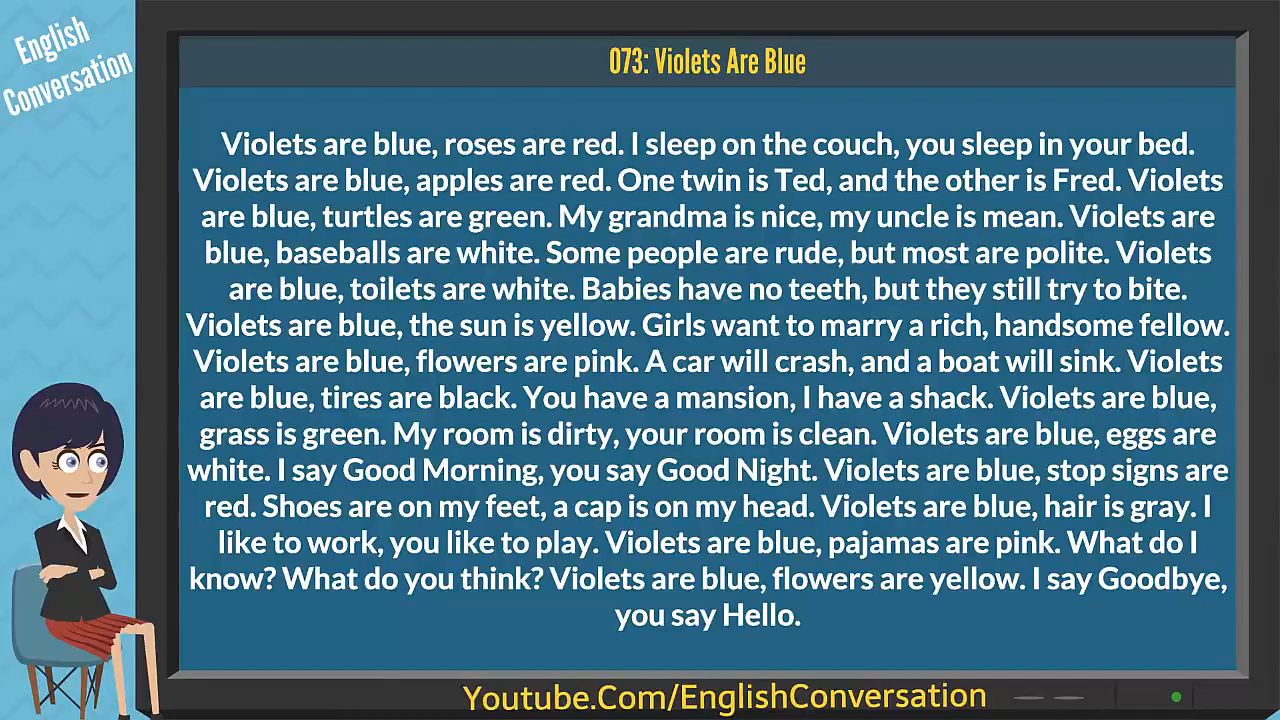 English
Conversation
073: Violets Are Blue
Violets are blue, roses are red. I sleep on the couch, you sleep in your bed.
Violets are blue, apples are red. One twin is Ted, and the other is Fred. Violets
are blue, turtles are green. My grandma is nice, my uncle is mean. Violets are
blue, baseballs are white. Some people are rude, but most are polite. Violets
are blue, toilets are white. Babies have no teeth, but they still try to bite.
Violets are blue, the sun is yellow. Girls want to marry a rich, handsome fellow.
Violets are blue, flowers are pink. A car will crash, and a boat will sink. Violets
are blue, tires are black. You have a mansion, I have a shack. Violets are blue,
grass is green. My room is dirty, your room is clean. Violets are blue, eggs are
white. I say Good Morning, you say Good Night. Violets are blue, stop signs are
red. Shoes are on my feet, a cap is on my head. Violets are blue, hair is gray. I
like to work, you like to play. Violets are blue, pajamas are pink. What do I
know? What do you think? Violets are blue, flowers are yellow. I say Goodbye,
you say Hello.
Youtube.Com/EnglishConversation